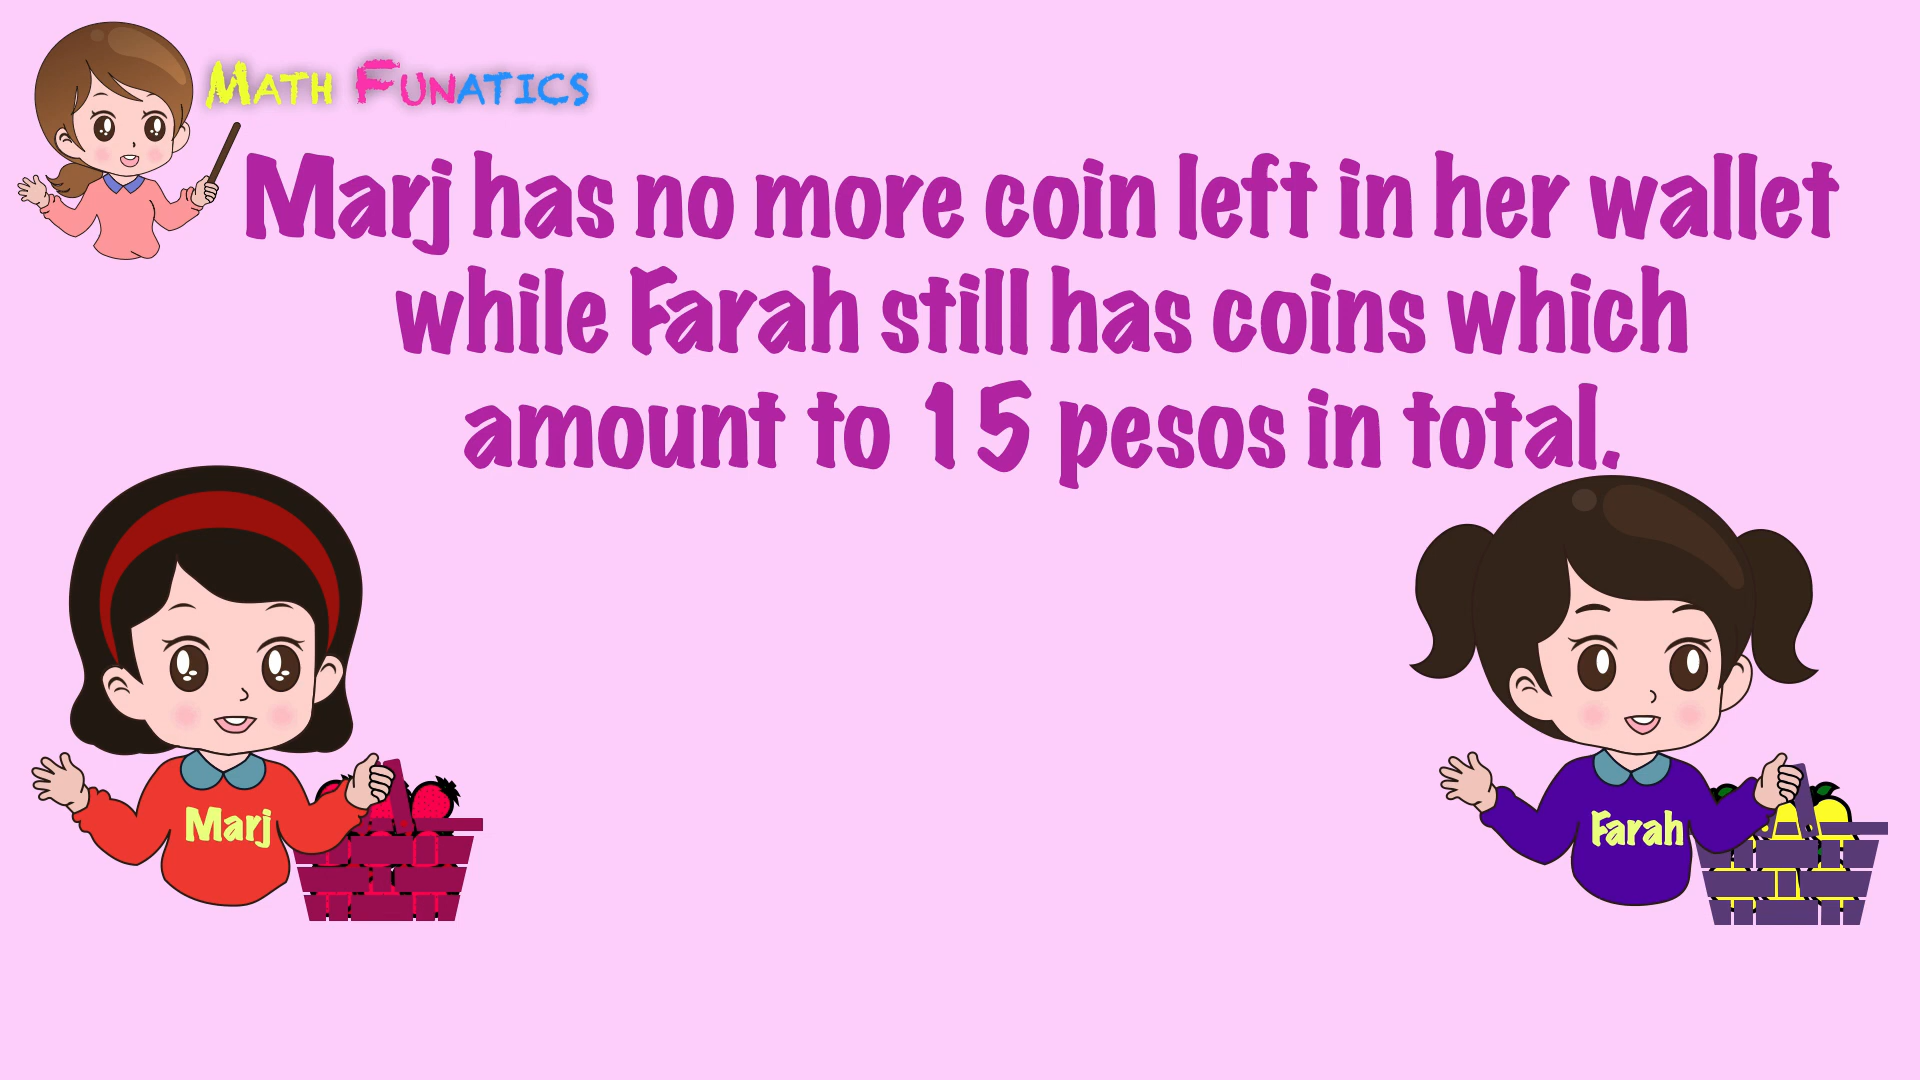 Math Funatics
Marj has no more coin left in her wallet
while Farah still has coins which
amount to 15 pesos in total.
Marj
Farah